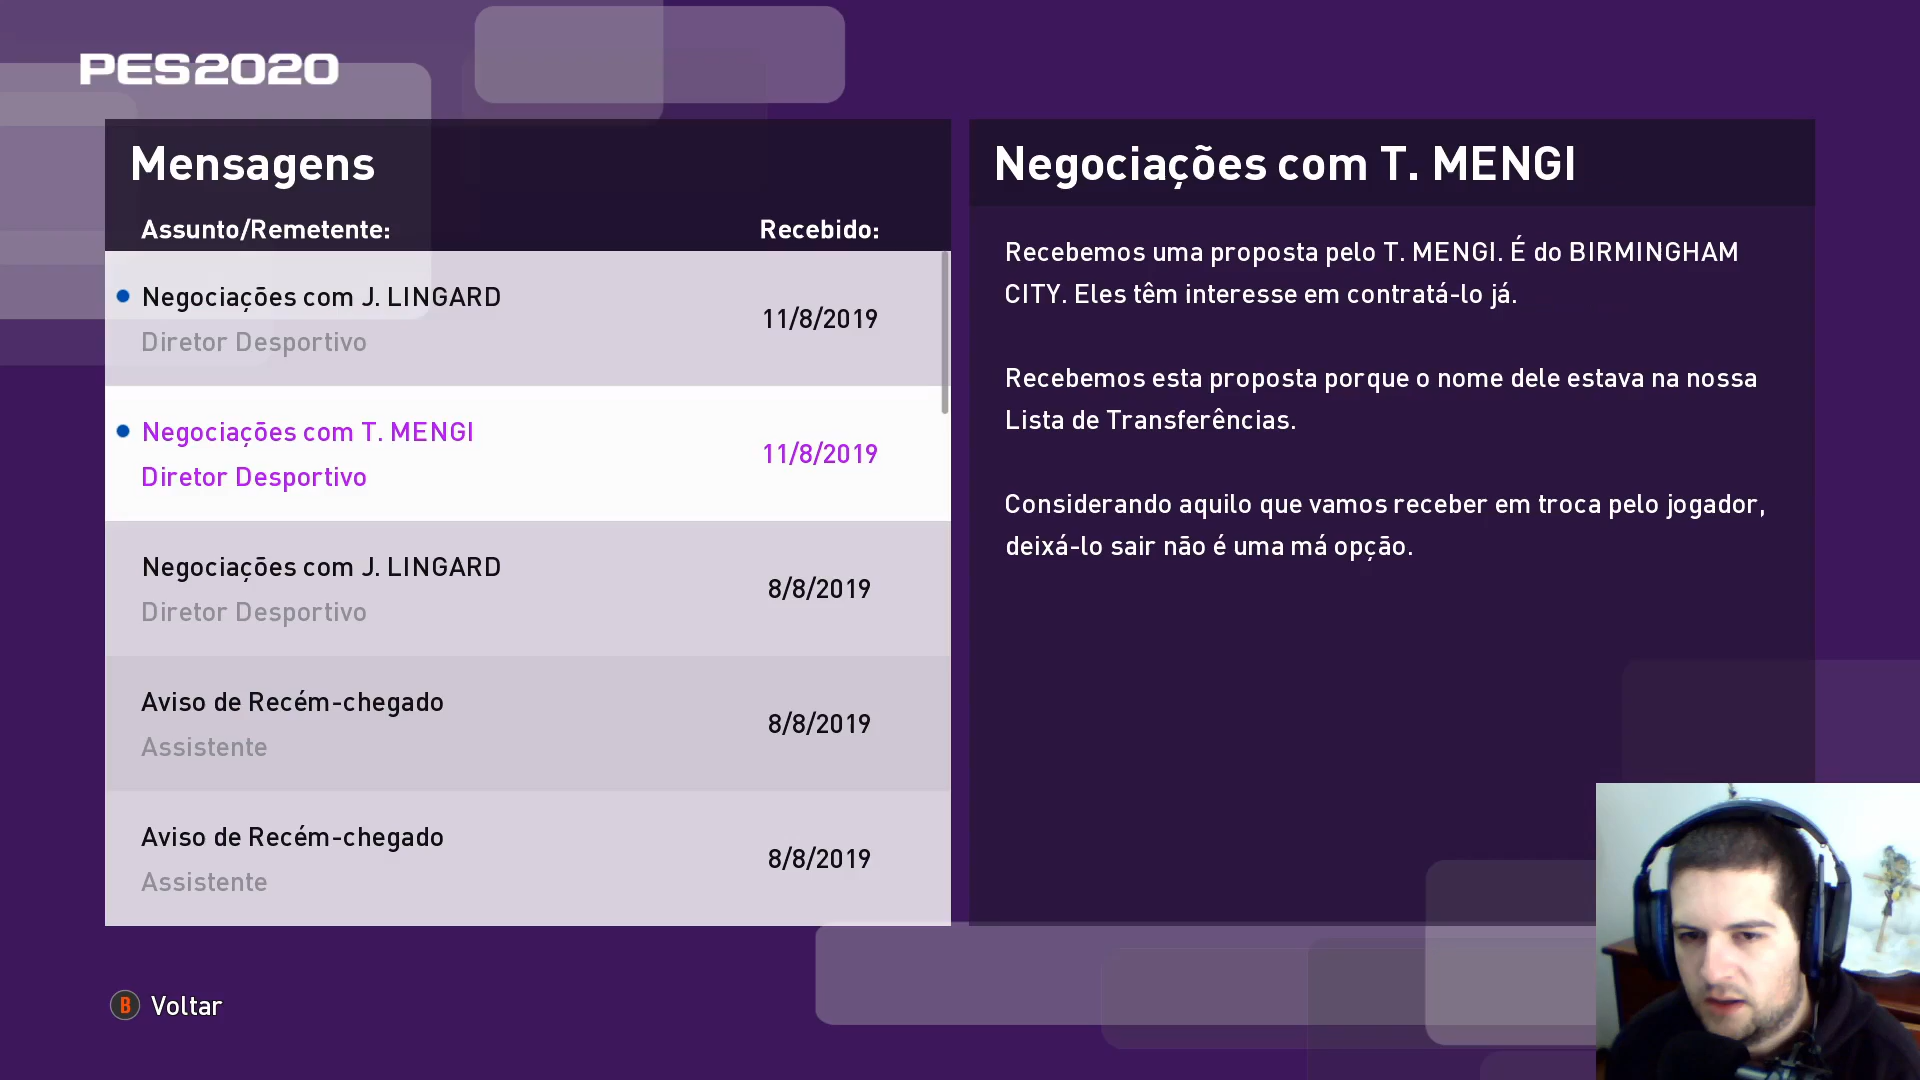 PES2020
Mensagens
Assunto/Remetente:
Recebido:
Negociações com J. LINGARD
Diretor Desportivo
11/8/2019
Negociações com T. MENGI
Diretor Desportivo
11/8/2019
Negociações com J. LINGARD
Diretor Desportivo
8/8/2019
Aviso de Recém-chegado
Assistente
8/8/2019
Aviso de Recém-chegado
Assistente
8/8/2019
Negociações com T. MENGI
Recebemos uma proposta pelo T. MENGI. É do BIRMINGHAM
CITY. Eles têm interesse em contratá-lo já.
Recebemos esta proposta porque o nome dele estava na nossa
Lista de Transferências.
Considerando aquilo que vamos receber em troca pelo jogador,
deixá-lo sair não é uma má opção.
B Voltar